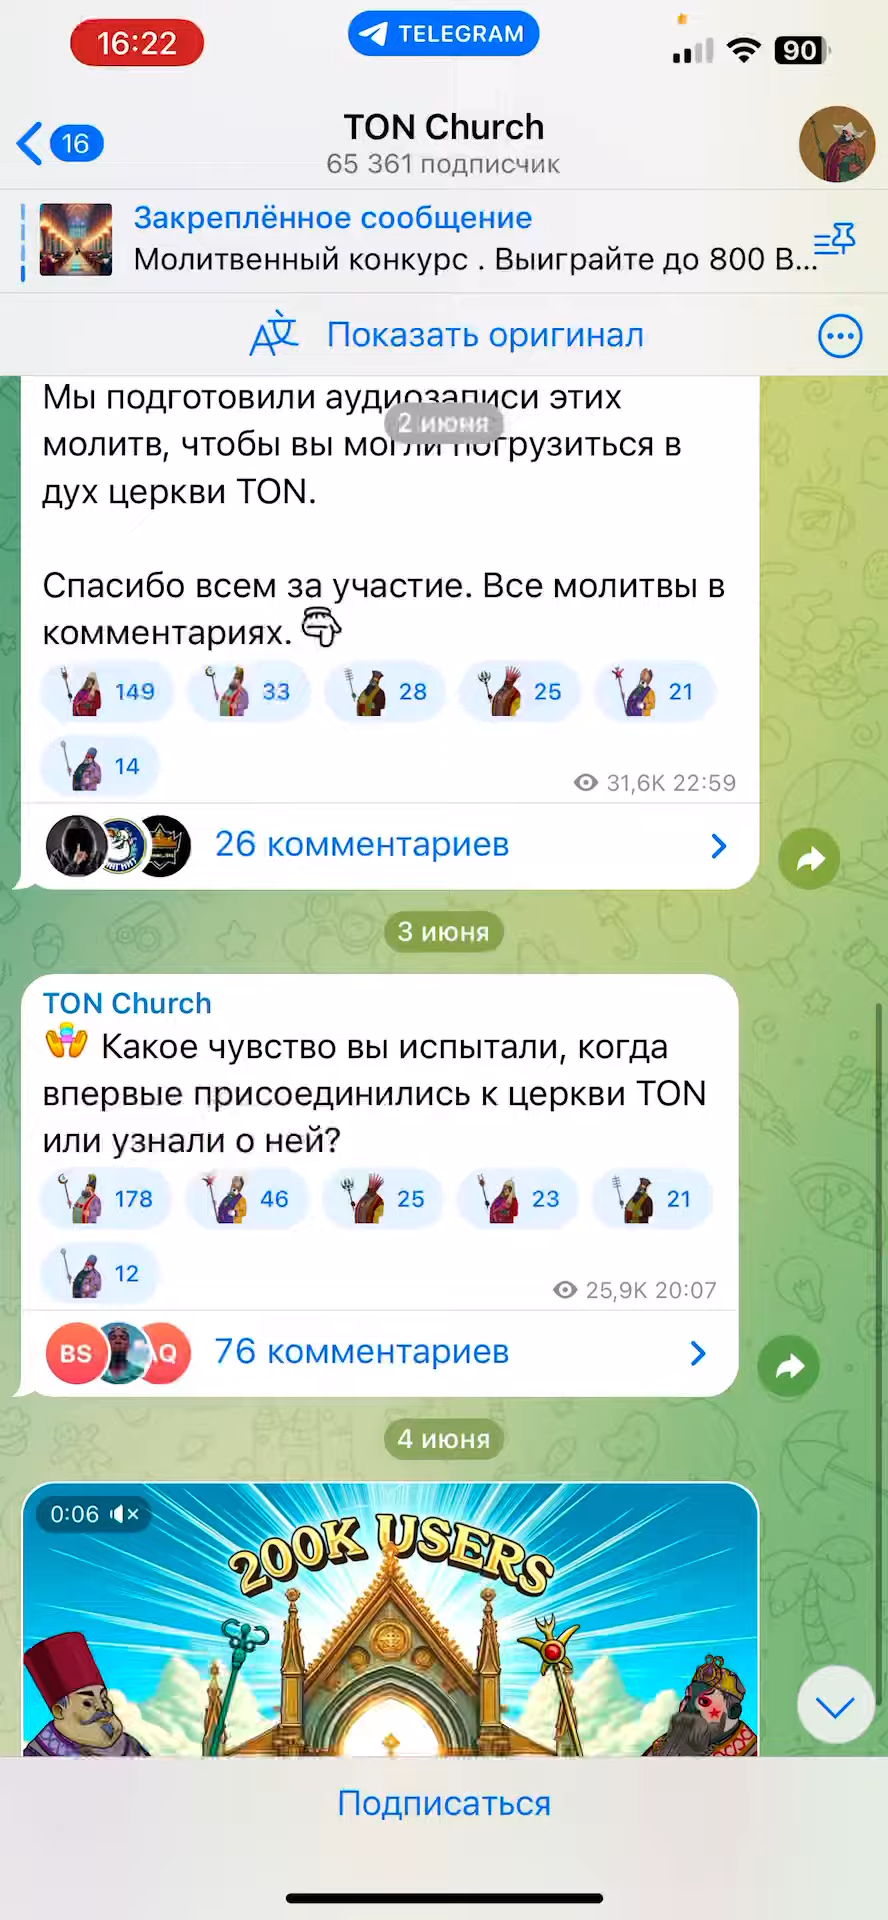 16:22
TELEGRAM
90
16
TON Church
65 361 подписчик
Закреплённое сообщение
Молитвенный конкурс . Выиграйте до 800 В...
Показать оригинал
Мы подготовили аудиозаписи этих
2 июня
молитв, чтобы вы могли погрузиться в
дух церкви TON.
Спасибо всем за участие. Все молитвы в
комментариях.
149 33 28 25 21
14
31,6K 22:59
26 комментариев
3 июня
TON Church
Какое чувство вы испытали, когда
впервые присоединились к церкви TON
или узнали о ней?
178 46 25 23 21
12
25,9K 20:07
BS AQ 76 комментариев
4 июня
0:06
200K USERS
Подписаться